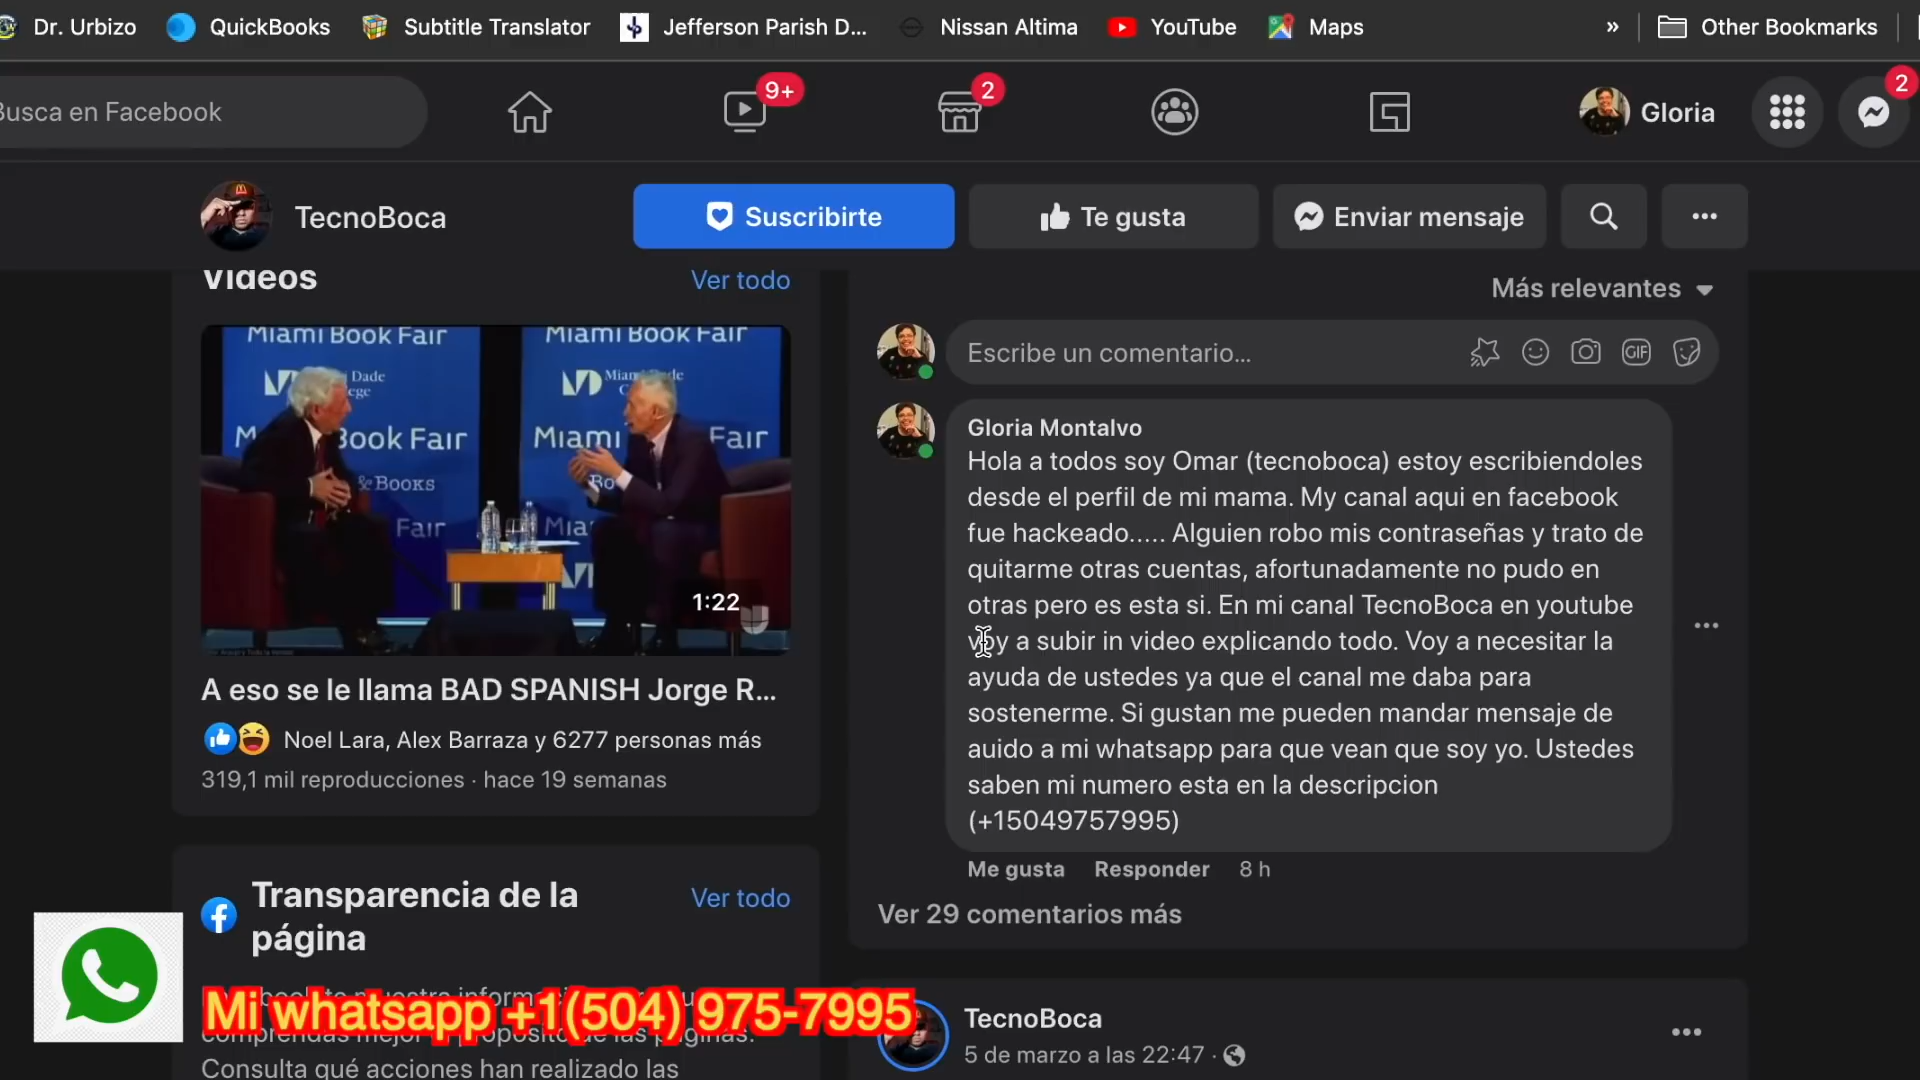 Dr. Urbizo
QuickBooks
Subtitle Translator
Jefferson Parish D...
Nissan Altima
YouTube
Maps
»
Other Bookmarks
Busca en Facebook
9+
2
Gloria
2
TecnoBoca
Suscribirte
Te gusta
Enviar mensaje
Videos
Ver todo
Más relevantes
Miami Book Fair
Miami Book Fair
Escribe un comentario...
GIF
Book Fair
Miami
Fair
& BOOKS
Fair
1:22
A eso se le llama BAD SPANISH Jorge R...
Noel Lara, Alex Barraza y 6277 personas más
319,1 mil reproducciones · hace 19 semanas
Gloria Montalvo
Hola a todos soy Omar (tecnoboca) estoy escribiendoles
desde el perfil de mi mama. My canal aqui en facebook
fue hackeado..... Alguien robo mis contraseñas y trato de
quitarme otras cuentas, afortunadamente no pudo en
otras pero es esta si. En mi canal TecnoBoca en youtube
voy a subir in video explicando todo. Voy a necesitar la
ayuda de ustedes ya que el canal me daba para
sostenerme. Si gustan me pueden mandar mensaje de
auido a mi whatsapp para que vean que soy yo. Ustedes
saben mi numero esta en la descripcion
(+15049757995)
Me gusta
Responder
8 h
Ver 29 comentarios más
Transparencia de la
página
Ver todo
Mi whatsapp +1(504) 975-7995
Consulta qué acciones han realizado las
TecnoBoca
5 de marzo a las 22:47 ·